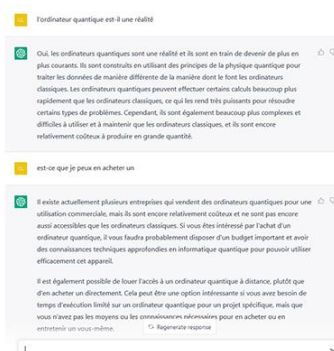 l'ordinateur quantique est-il une réalité
Oui, les ordinateurs quantiques sont une réalité et ils sont en train de devenir de plus en
plus courants. Ils sont construits en utilisant des principes de la physique quantique pour
traiter les données de manière différente de la manière dont le font les ordinateurs
classiques. Les ordinateurs quantiques peuvent effectuer certains calculs beaucoup plus
rapidement que les ordinateurs classiques, ce qui les rend très puissants pour résoudre
certains types de problèmes. Cependant, ils sont également beaucoup plus complexes et
difficiles à utiliser et à maintenir que les ordinateurs classiques, et ils sont encore
relativement coûteux à produire en grande quantité.
est-ce que je peux en acheter un
Il existe actuellement plusieurs entreprises qui vendent des ordinateurs quantiques pour une
utilisation commerciale, mais ils sont encore relativement coûteux et ne sont pas encore
aussi accessibles que les ordinateurs classiques. Si vous êtes intéressé par l'achat d'un
ordinateur quantique, il vous faudra probablement disposer d'un budget important et avoir
des connaissances techniques approfondies en informatique quantique pour pouvoir utiliser
efficacement cet appareil.
Il est également possible de louer l'accès à un ordinateur quantique à distance, plutôt que
d'en acheter un directement. Cela peut être une option intéressante si vous avez besoin de
temps d'exécution limité sur un ordinateur quantique pour un projet spécifique, mais que
vous n'avez pas les moyens ou les connaissances nécessaires pour en acheter ou en
entretenir un vous-même.
Regenerate response